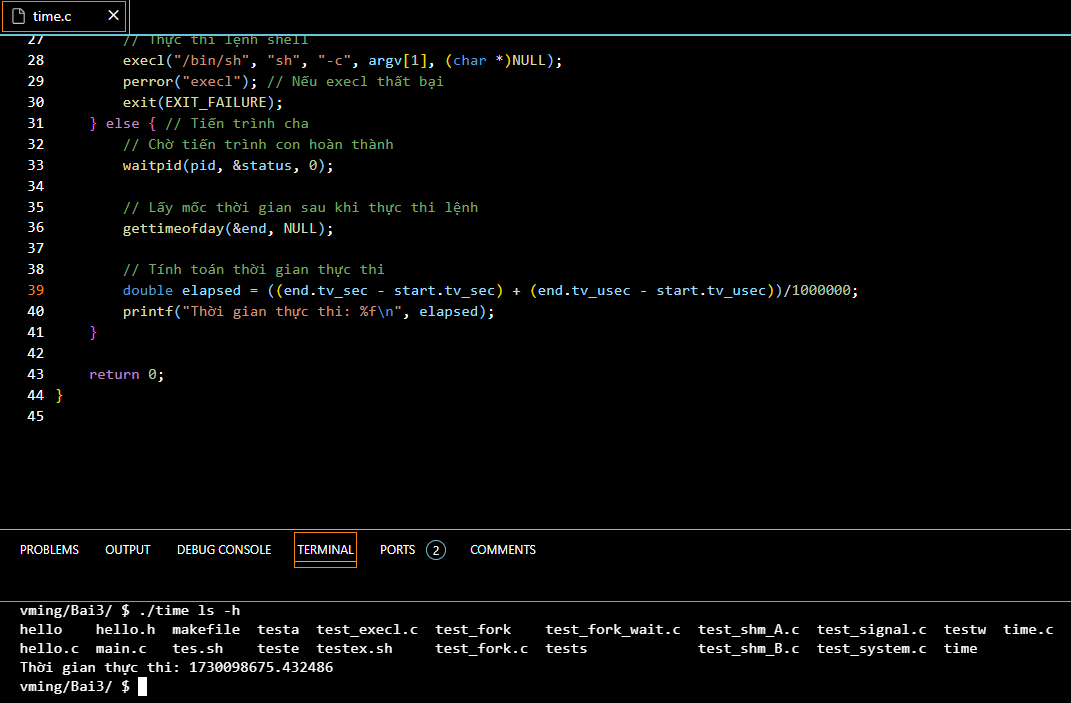 time.c
27 // Thực thi lệnh shell
28 execl("/bin/sh", "sh", "-c", argv[1], (char *)NULL);
29 perror("execl"); // Nếu execl thất bại
30 exit(EXIT_FAILURE);
31 } else { // Tiến trình cha
32 // Chờ tiến trình con hoàn thành
33 waitpid(pid, &status, 0);
34
35 // Lấy mốc thời gian sau khi thực thi lệnh
36 gettimeofday(&end, NULL);
37
38 // Tính toán thời gian thực thi
39 double elapsed = ((end.tv_sec - start.tv_sec) + (end.tv_usec - start.tv_usec))/1000000;
40 printf("Thời gian thực thi: %f\n", elapsed);
41 }
42
43 return 0;
44 }
45
PROBLEMS OUTPUT DEBUG CONSOLE TERMINAL PORTS 2 COMMENTS
vming/Bai3/ $ ./time ls -h
hello hello.h makefile testa test_execl.c test_fork test_fork_wait.c test_shm_A.c test_signal.c testw time.c
hello.c main.c tes.sh teste testex.sh test_fork.c tests test_shm_B.c test_system.c time
Thời gian thực thi: 1730098675.432486
vming/Bai3/ $